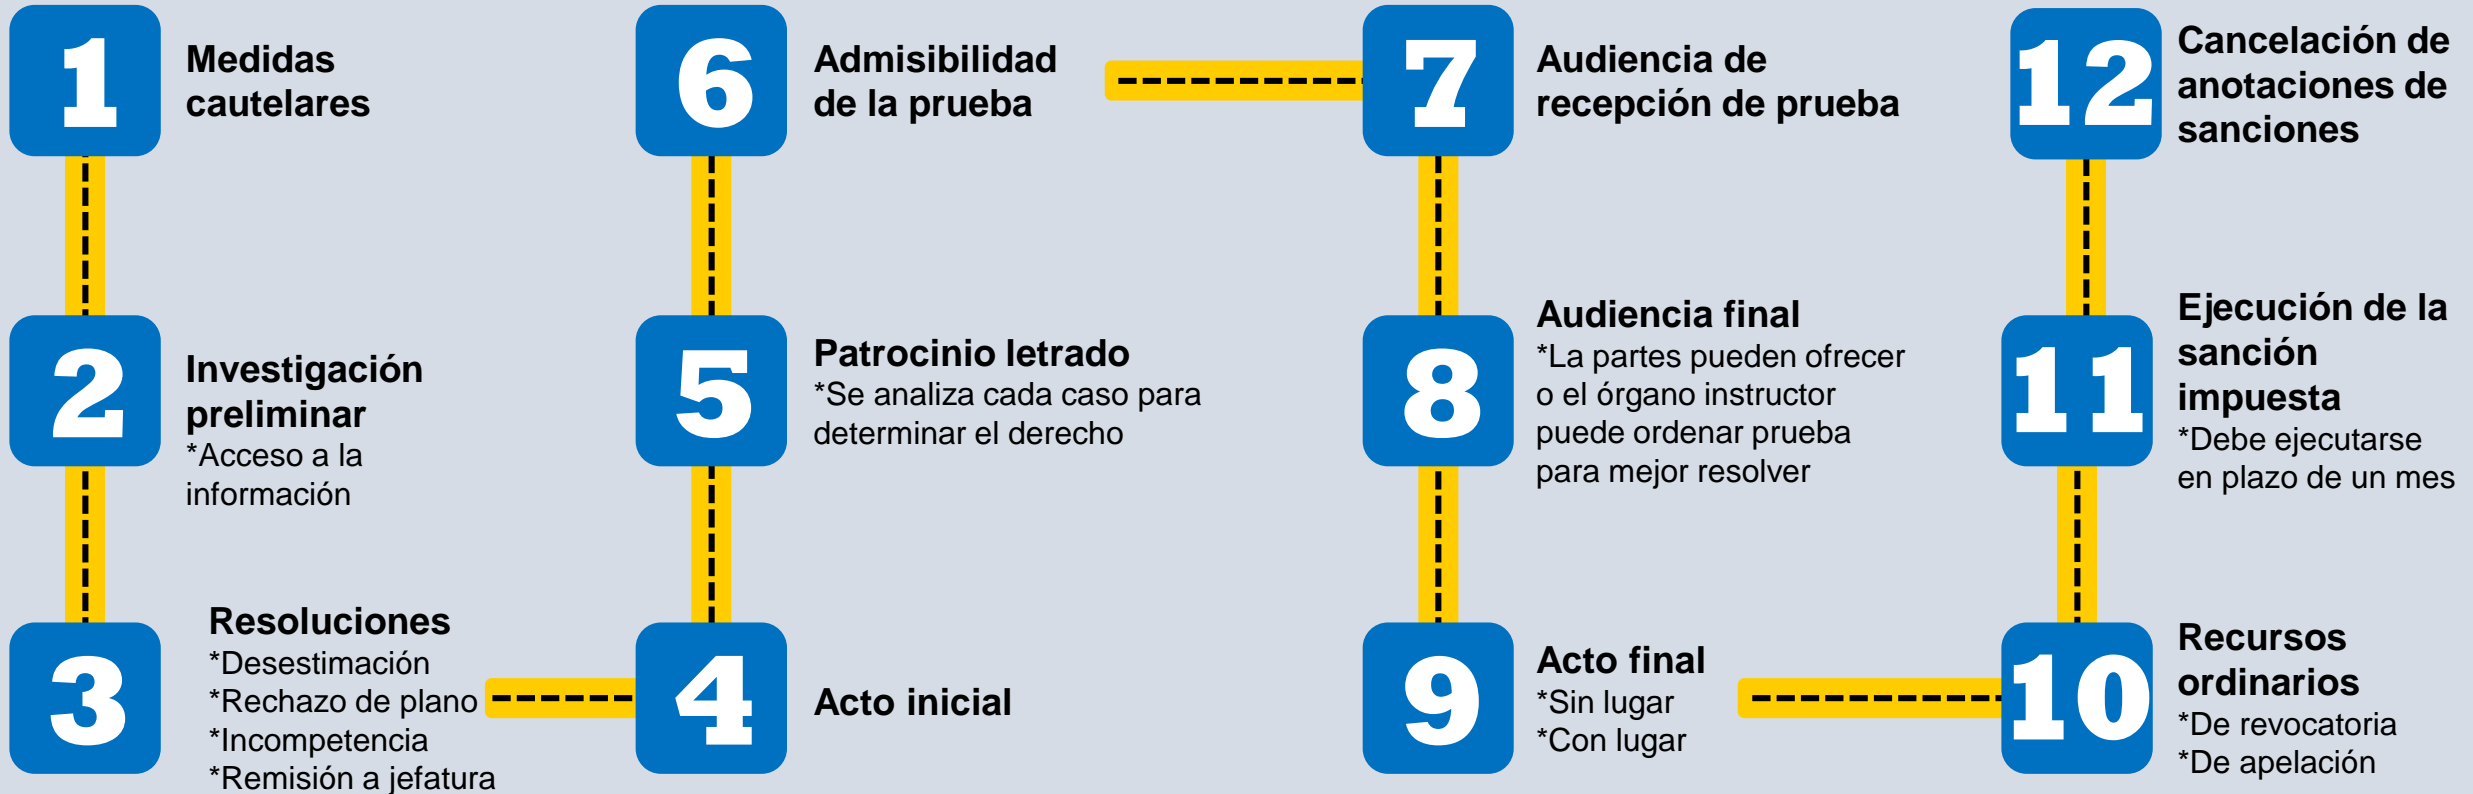 1
Medidas
cautelares
2
Investigación
preliminar
*Acceso a la
información
3
Resoluciones
*Desestimación
*Rechazo de plano
*Incompetencia
*Remisión a jefatura
4
Acto inicial
5
Patrocinio letrado
*Se analiza cada caso para
determinar el derecho
6
Admisibilidad
de la prueba
7
Audiencia de
recepción de prueba
8
Audiencia final
*La partes pueden ofrecer
o el órgano instructor
puede ordenar prueba
para mejor resolver
9
Acto final
*Sin lugar
*Con lugar
10
Recursos
ordinarios
*De revocatoria
*De apelación
11
Ejecución de la
sanción
impuesta
*Debe ejecutarse
en plazo de un mes
12
Cancelación de
anotaciones de
sanciones